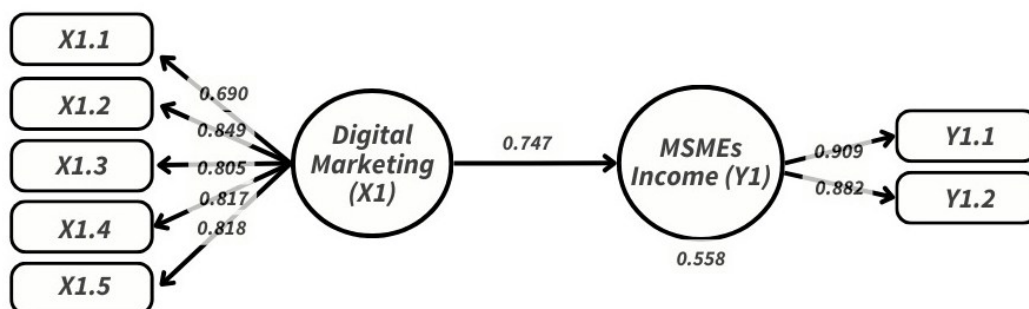 X1.1
X1.2
X1.3
X1.4
X1.5
0.690
0.849
0.805
0.817
0.818
Digital
Marketing
(X1)
0.747
MSMEs
Income (Y1)
0.558
0.909
0.882
Y1.1
Y1.2